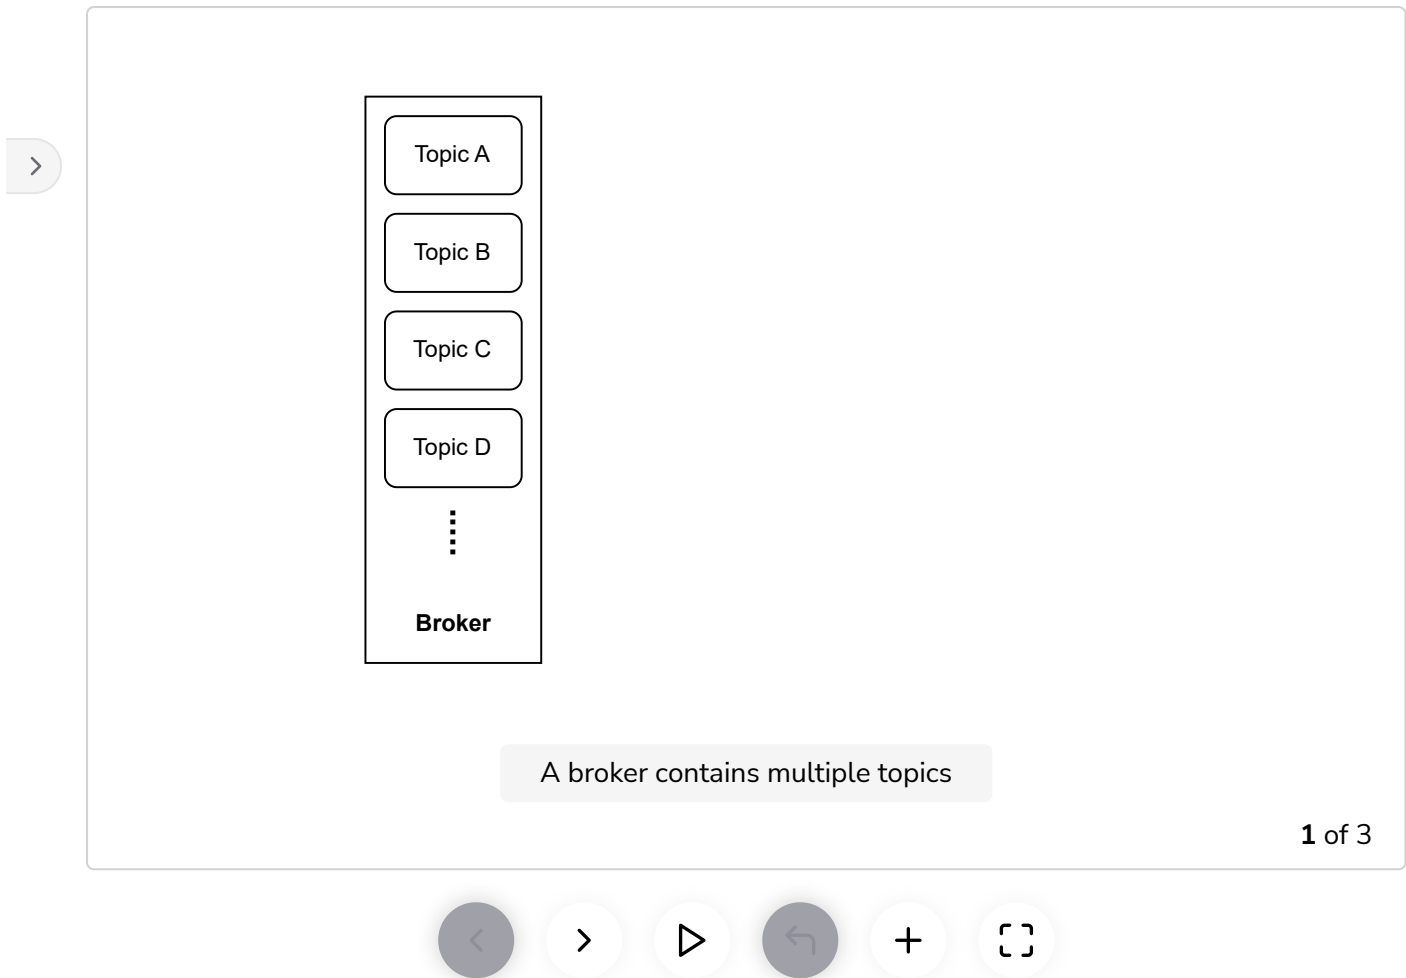 Topic A
Topic B
Topic C
Topic D
Broker
A broker contains multiple topics
1 of 3